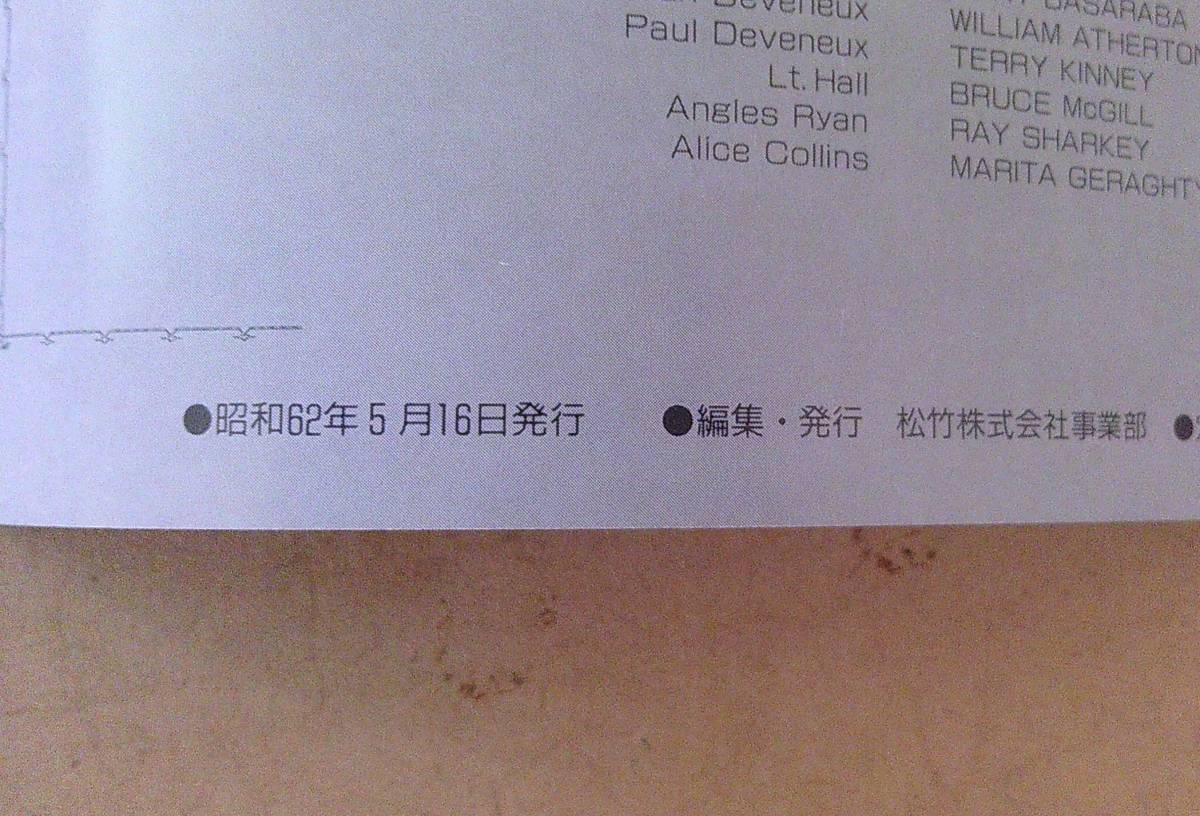 Deveneux BASARABA
Paul Deveneux WILLIAM ATHERTON
Lt. Hall TERRY KINNEY
Angles Ryan BRUCE McGILL
Alice Collins RAY SHARKEY
MARITA GERAGHTY
●昭和62年5月16日発行 ●編集・発行 松竹株式会社事業部 ●